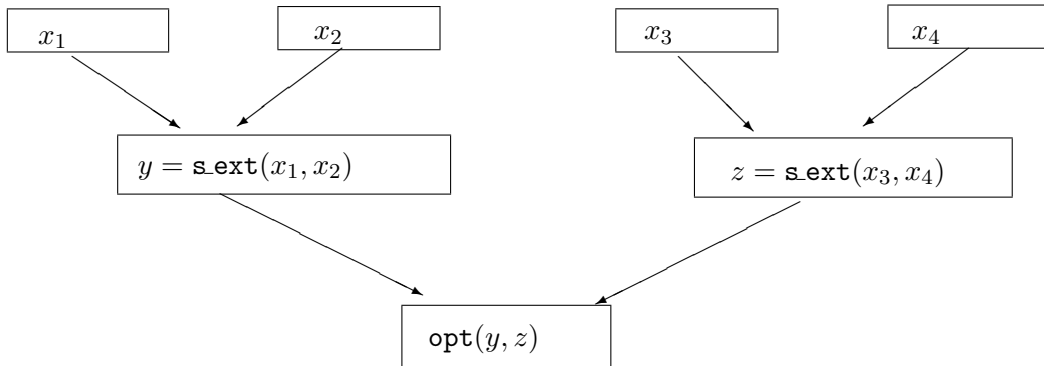 x₁
x₂
x₃
x₄
y = s_ext(x₁, x₂)
z = s_ext(x₃, x₄)
opt(y, z)